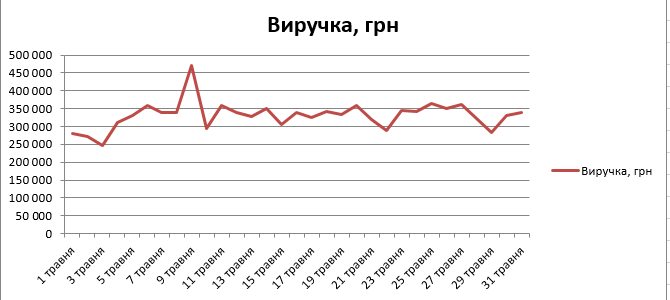 Виручка, грн
500 000
450 000
400 000
350 000
300 000
250 000
200 000
150 000
100 000
50 000
0
1 травня
3 травня
5 травня
7 травня
9 травня
11 травня
13 травня
15 травня
17 травня
19 травня
21 травня
23 травня
25 травня
27 травня
29 травня
31 травня
Виручка, грн